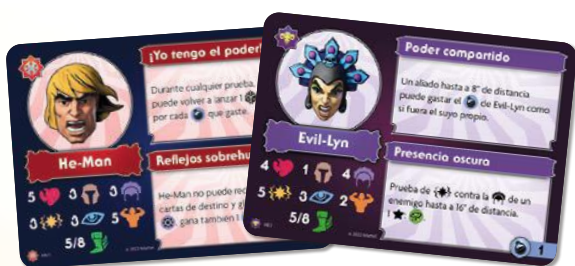 ¡Yo tengo el poder!
Durante cualquier prueba,
puede volver a lanzar 1
por cada que gaste.
He-Man
Reflejos sobrehu
He-Man no puede rec
cartas de destino y g
gana también 1
5 3 3
3 3 5
5/8
Poder compartido
Un aliado hasta a 8" de distancia
puede gastar el de Evil-Lyn como
si fuera el suyo propio.
Evil-Lyn
Presencia oscura
Prueba de contra la de un
enemigo hasta a 16" de distancia.
1
4 1 4
5 3 2
5/8
1